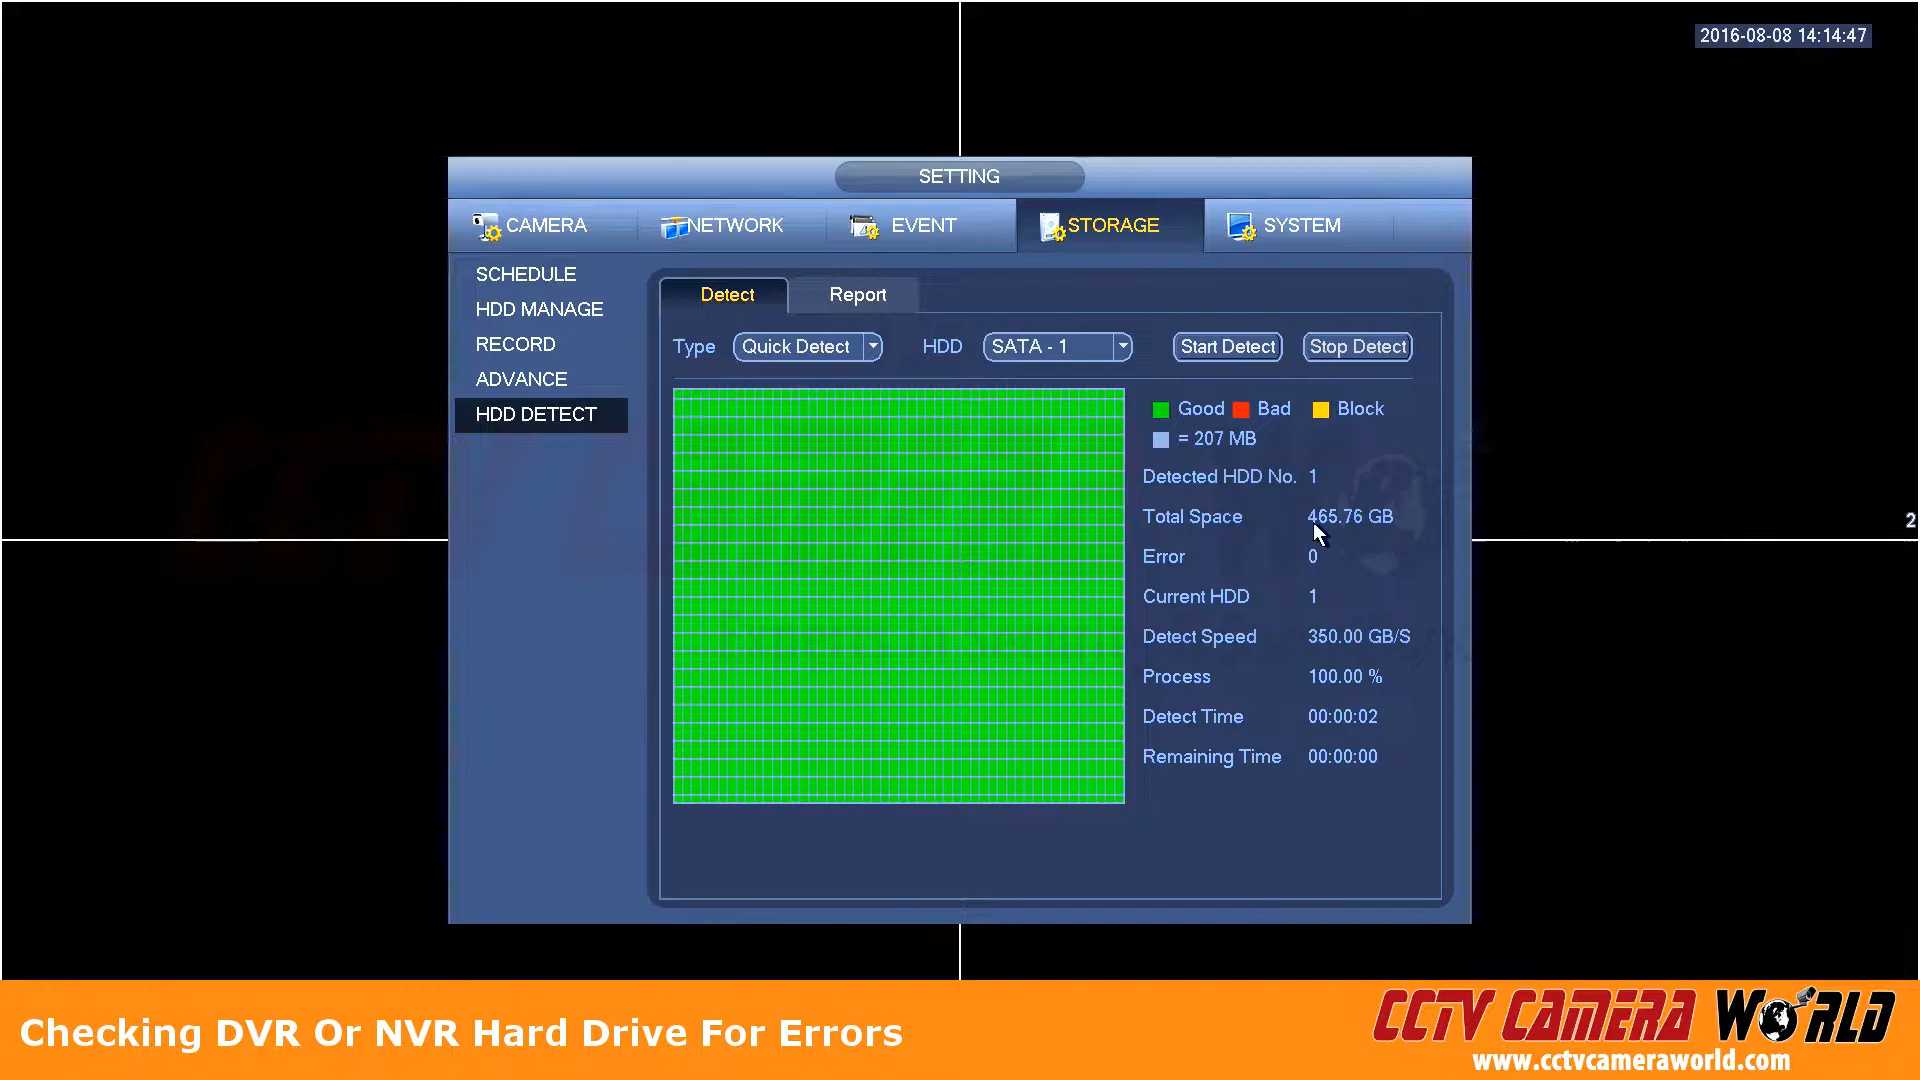 2016-08-08 14:14:47
SETTING
CAMERA NETWORK EVENT STORAGE SYSTEM
SCHEDULE
HDD MANAGE
RECORD
ADVANCE
HDD DETECT
Detect Report
Type Quick Detect HDD SATA - 1 Start Detect Stop Detect
Good Bad Block
= 207 MB
Detected HDD No. 1
Total Space 465.76 GB
Error 0
Current HDD 1
Detect Speed 350.00 GB/S
Process 100.00 %
Detect Time 00:00:02
Remaining Time 00:00:00
2
Checking DVR Or NVR Hard Drive For Errors
CCTV CAMERA WORLD
www.cctvcameraworld.com